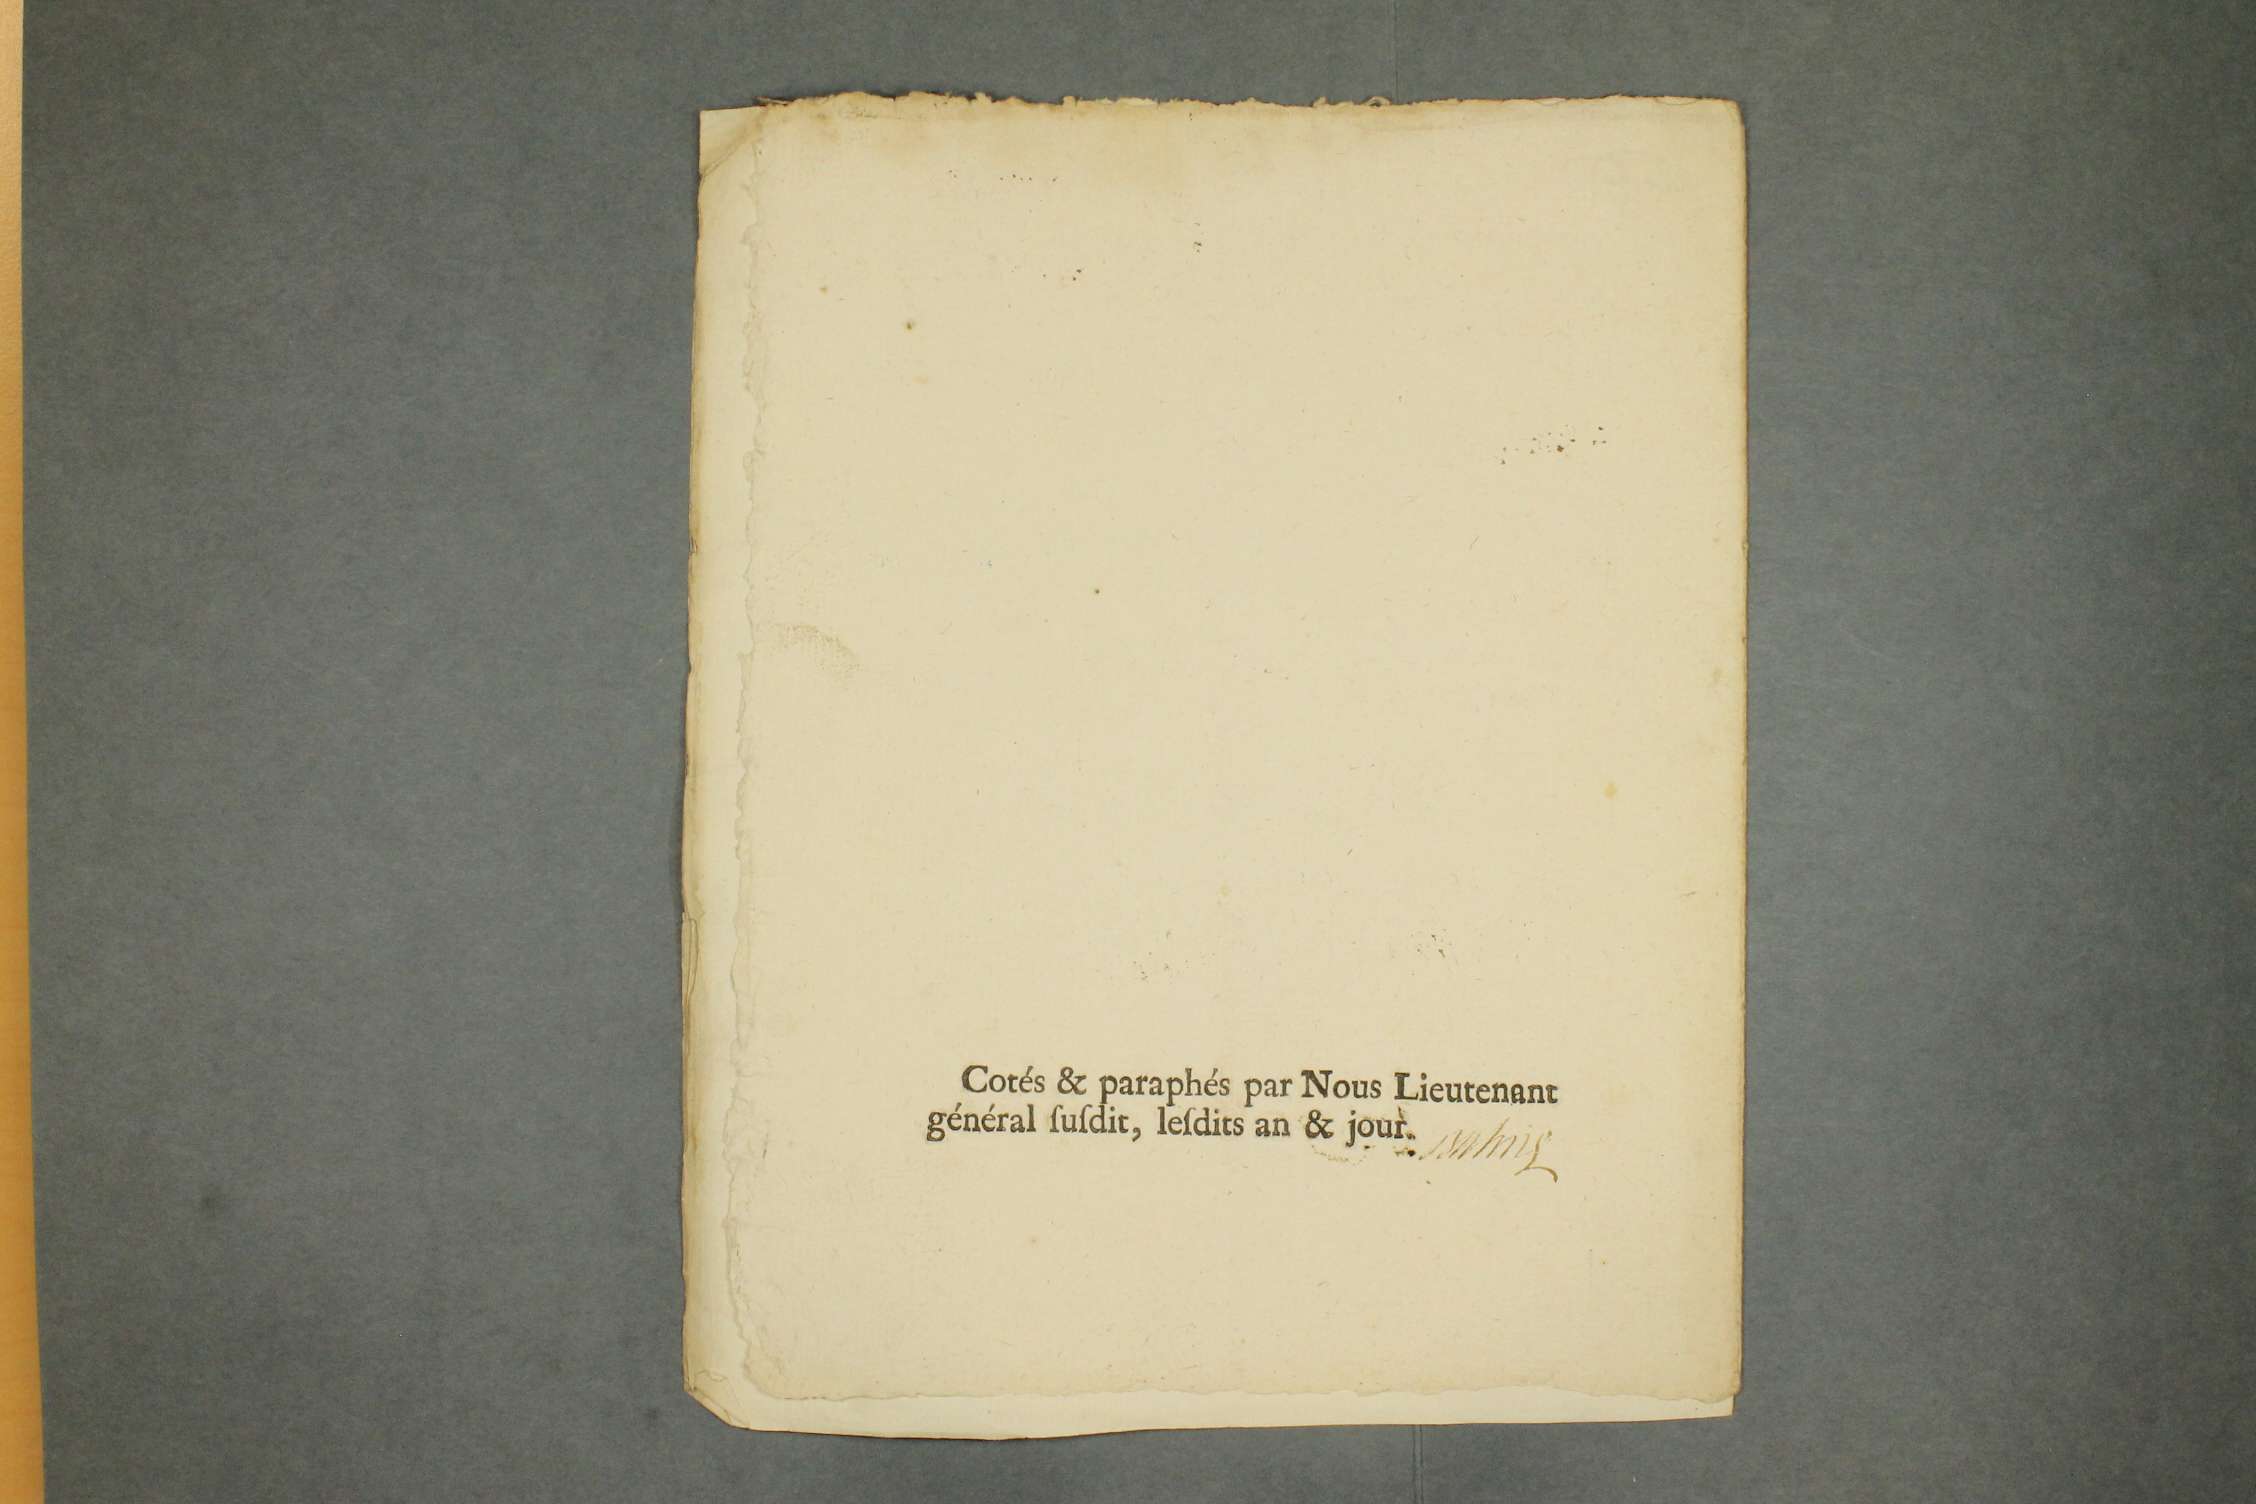 Cotés & paraphés par Nous Lieutenant
général ſuſdit, leſdits an & jour.